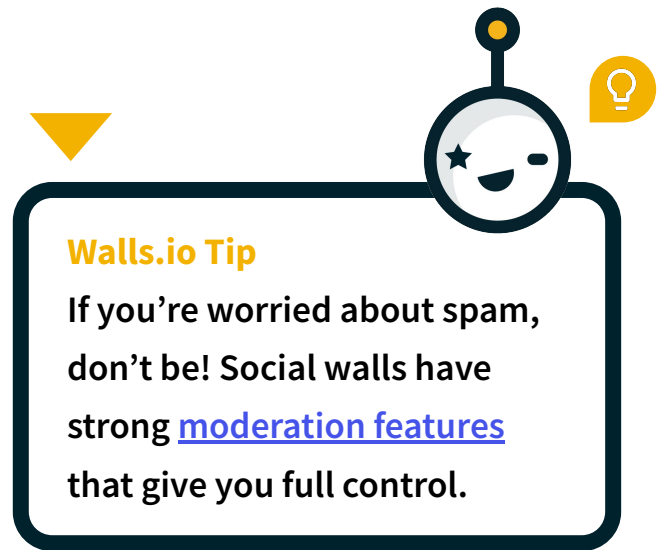 Walls.io Tip
If you’re worried about spam,
don’t be! Social walls have
strong moderation features
that give you full control.